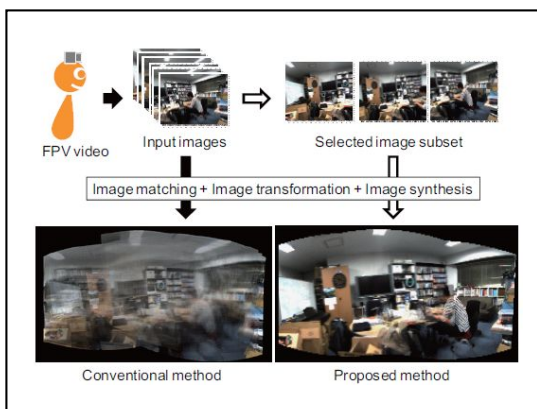 FPV video
Input images
Selected image subset
Image matching + Image transformation + Image synthesis
Conventional method
Proposed method